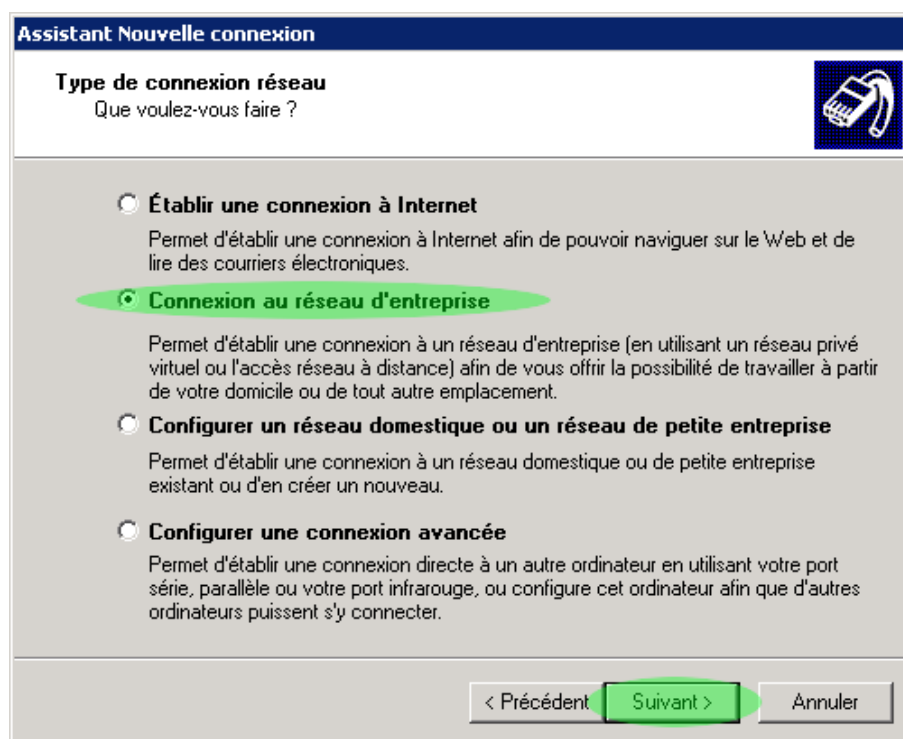 Assistant Nouvelle connexion
Type de connexion réseau
Que voulez-vous faire ?
Établir une connexion à Internet
Permet d'établir une connexion à Internet afin de pouvoir naviguer sur le Web et de
lire des courriers électroniques.
Connexion au réseau d'entreprise
Permet d'établir une connexion à un réseau d'entreprise (en utilisant un réseau privé
virtuel ou l'accès réseau à distance) afin de vous offrir la possibilité de travailler à partir
de votre domicile ou de tout autre emplacement.
Configurer un réseau domestique ou un réseau de petite entreprise
Permet d'établir une connexion à un réseau domestique ou de petite entreprise
existant ou d'en créer un nouveau.
Configurer une connexion avancée
Permet d'établir une connexion directe à un autre ordinateur en utilisant votre port
série, parallèle ou votre port infrarouge, ou configure cet ordinateur afin que d'autres
ordinateurs puissent s'y connecter.
< Précédent Suivant > Annuler